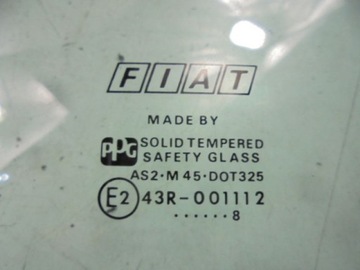 FIAT
MADE BY
PPG SOLID TEMPERED
SAFETY GLASS
AS2·M45·DOT325
E2 43R-001112
······8